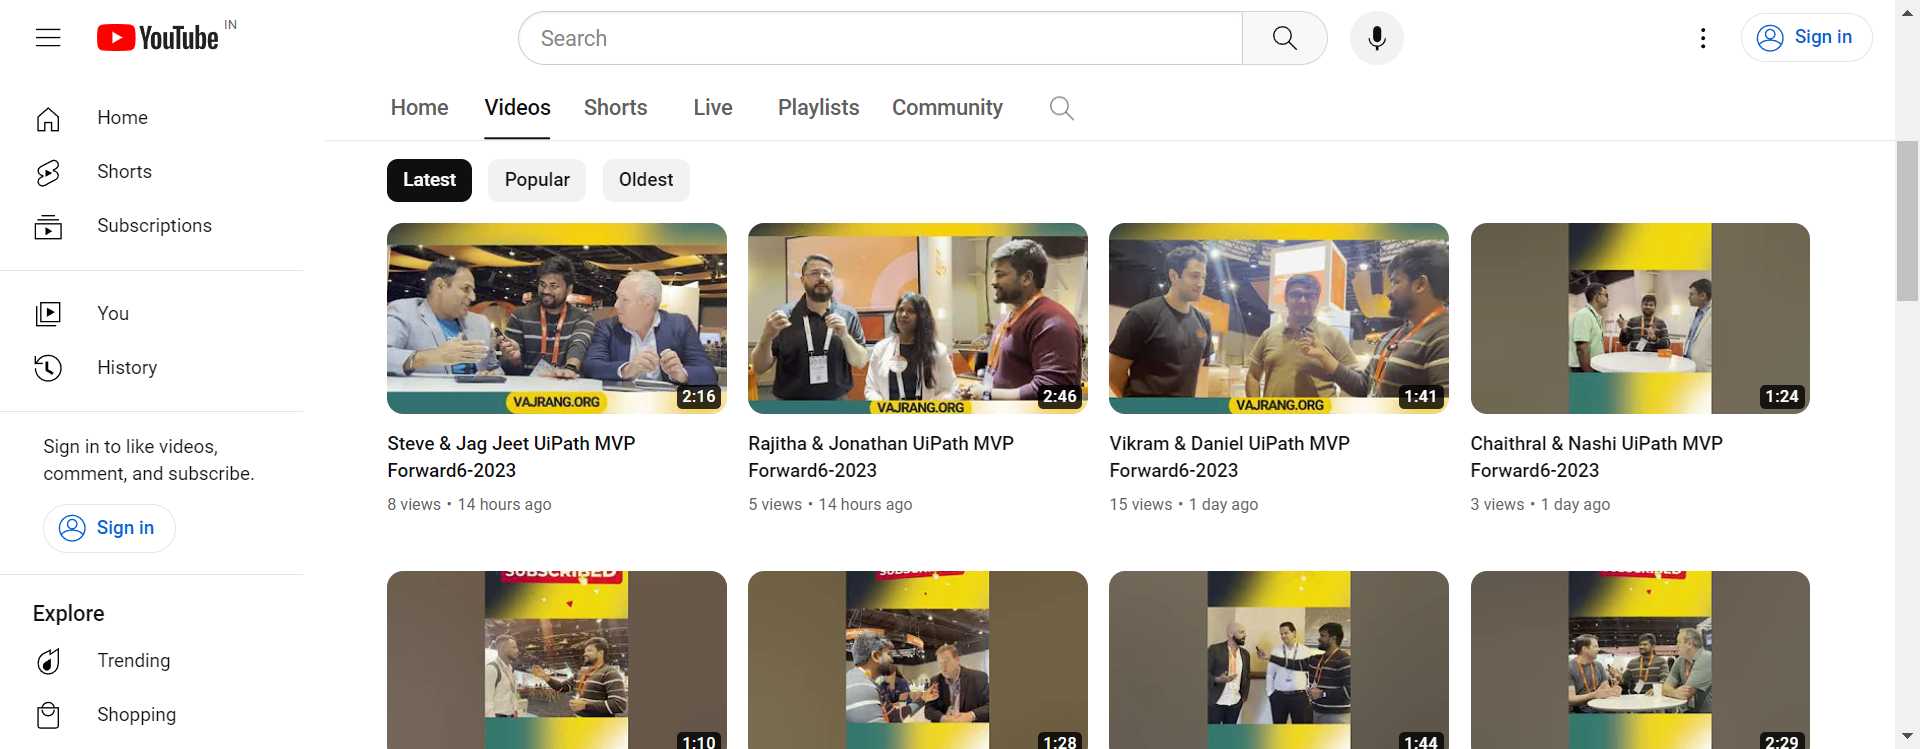 YouTube IN
Search
Sign in
Home
Shorts
Subscriptions
You
History
Sign in to like videos,
comment, and subscribe.
Sign in
Explore
Trending
Shopping
Home Videos Shorts Live Playlists Community
Latest Popular Oldest
VAJRANG.ORG
2:16
Steve & Jag Jeet UiPath MVP
Forward6-2023
8 views • 14 hours ago
VAJRANG.ORG
2:46
Rajitha & Jonathan UiPath MVP
Forward6-2023
5 views • 14 hours ago
VAJRANG.ORG
1:41
Vikram & Daniel UiPath MVP
Forward6-2023
15 views • 1 day ago
1:24
Chaithral & Nashi UiPath MVP
Forward6-2023
3 views • 1 day ago
SUBSCRIBED
1:10
SUBSCRIBED
1:28
1:44
SUBSCRIBED
2:29